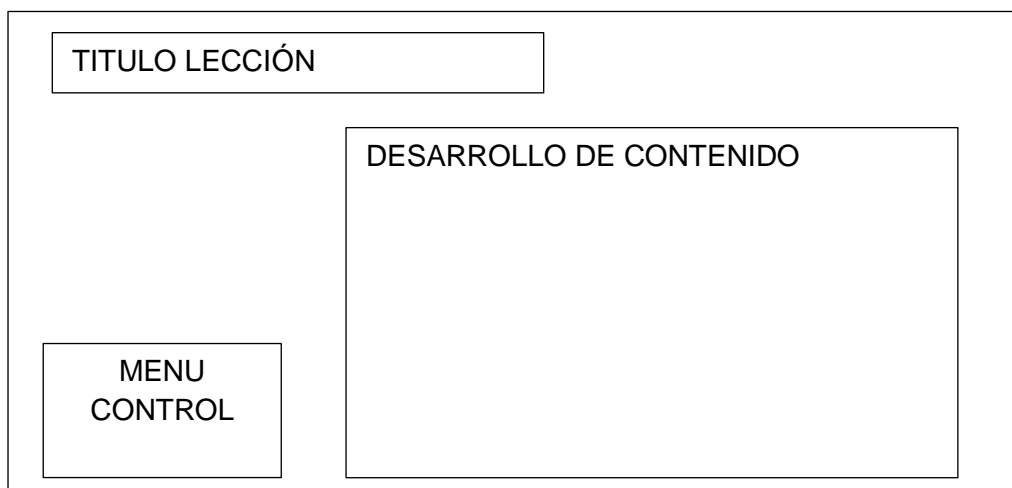 TITULO LECCIÓN
DESARROLLO DE CONTENIDO
MENU
CONTROL